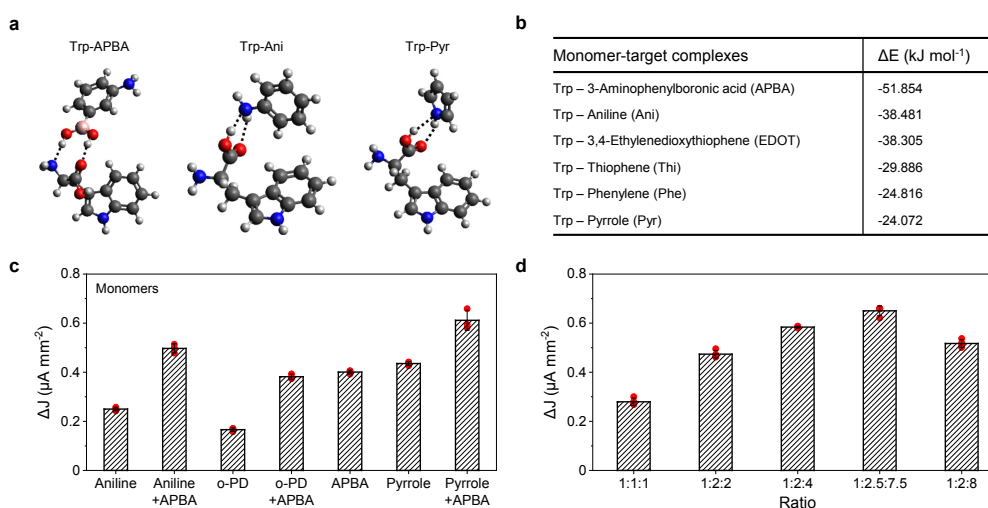 a
Trp-APBA
Trp-Ani
Trp-Pyr
b
Monomer-target complexes ΔE (kJ mol⁻¹)
Trp – 3-Aminophenylboronic acid (APBA) -51.854
Trp – Aniline (Ani) -38.481
Trp – 3,4-Ethylenedioxythiophene (EDOT) -38.305
Trp – Thiophene (Thi) -29.886
Trp – Phenylene (Phe) -24.816
Trp – Pyrrole (Pyr) -24.072
c
Monomers
ΔJ (μA mm⁻²)
0.8
0.6
0.4
0.2
0
Aniline
Aniline
+APBA
o-PD
o-PD
+APBA
APBA
Pyrrole
Pyrrole
+APBA
d
ΔJ (μA mm⁻²)
0.8
0.6
0.4
0.2
0
1:1:1
1:2:2
1:2:4
1:2.5:7.5
1:2:8
Ratio